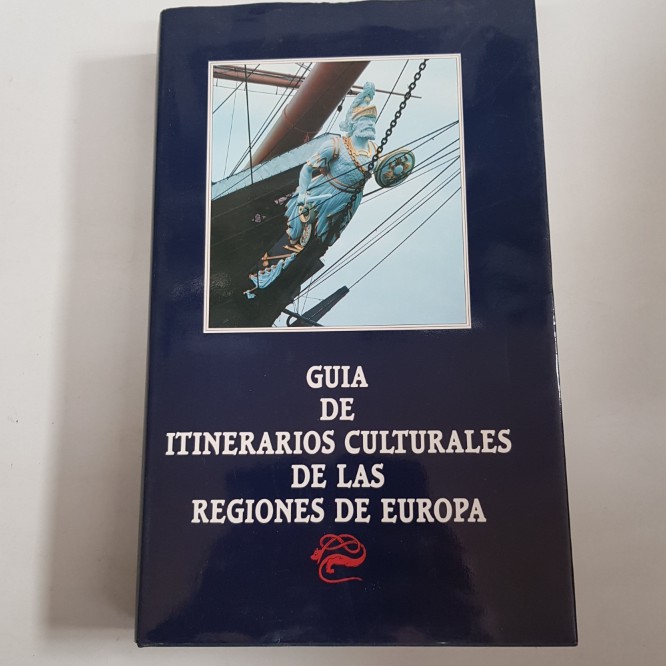 GUIA
DE
ITINERARIOS CULTURALES
DE LAS
REGIONES DE EUROPA